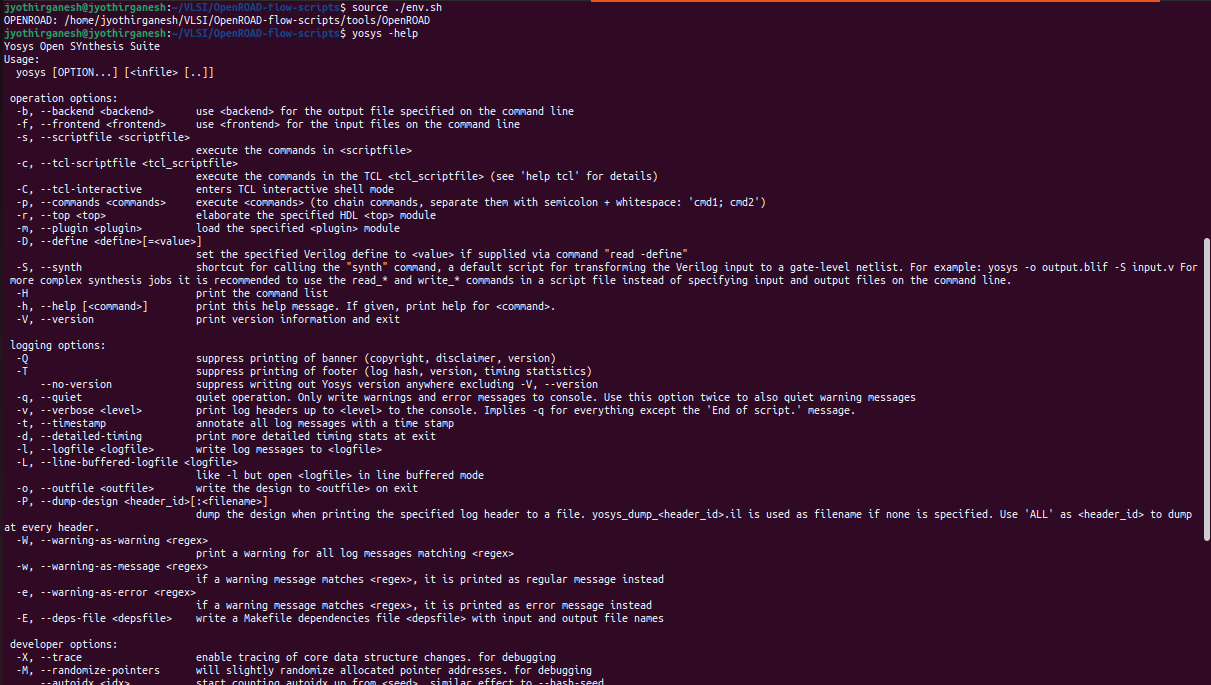 jyothirganesh@jyothirganesh:~/VLSI/OpenROAD-flow-scripts$ source ./env.sh
OPENROAD: /home/jyothirganesh/VLSI/OpenROAD-flow-scripts/tools/OpenROAD
jyothirganesh@jyothirganesh:~/VLSI/OpenROAD-flow-scripts$ yosys -help
Yosys Open SYnthesis Suite
Usage:
  yosys [OPTION...] [<infile> [..]]

 operation options:
  -b, --backend <backend>       use <backend> for the output file specified on the command line
  -f, --frontend <frontend>     use <frontend> for the input files on the command line
  -s, --scriptfile <scriptfile>
                                execute the commands in <scriptfile>
  -c, --tcl-scriptfile <tcl_scriptfile>
                                execute the commands in the TCL <tcl_scriptfile> (see 'help tcl' for details)
  -C, --tcl-interactive         enters TCL interactive shell mode
  -p, --commands <commands>     execute <commands> (to chain commands, separate them with semicolon + whitespace: 'cmd1; cmd2')
  -r, --top <top>               elaborate the specified HDL <top> module
  -m, --plugin <plugin>         load the specified <plugin> module
  -D, --define <define>[=<value>]
                                set the specified Verilog define to <value> if supplied via command "read -define"
  -S, --synth                   shortcut for calling the "synth" command, a default script for transforming the Verilog input to a gate-level netlist. For example: yosys -o output.blif -S input.v For
 more complex synthesis jobs it is recommended to use the read_* and write_* commands in a script file instead of specifying input and output files on the command line.
  -H                            print the command list
  -h, --help [<command>]        print this help message. If given, print help for <command>.
  -V, --version                 print version information and exit

 logging options:
  -Q                            suppress printing of banner (copyright, disclaimer, version)
  -T                            suppress printing of footer (log hash, version, timing statistics)
      --no-version              suppress writing out Yosys version anywhere excluding -V, --version
  -q, --quiet                   quiet operation. Only write warnings and error messages to console. Use this option twice to also quiet warning messages
  -v, --verbose <level>         print log headers up to <level> to the console. Implies -q for everything except the 'End of script.' message.
  -t, --timestamp               annotate all log messages with a time stamp
  -d, --detailed-timing         print more detailed timing stats at exit
  -l, --logfile <logfile>       write log messages to <logfile>
  -L, --line-buffered-logfile <logfile>
                                like -l but open <logfile> in line buffered mode
  -o, --outfile <outfile>       write the design to <outfile> on exit
  -P, --dump-design <header_id>[:<filename>]
                                dump the design when printing the specified log header to a file. yosys_dump_<header_id>.il is used as filename if none is specified. Use 'ALL' as <header_id> to dump
at every header.
  -W, --warning-as-warning <regex>
                                print a warning for all log messages matching <regex>
  -w, --warning-as-message <regex>
                                if a warning message matches <regex>, it is printed as regular message instead
  -e, --warning-as-error <regex>
                                if a warning message matches <regex>, it is printed as error message instead
  -E, --deps-file <depsfile>    write a Makefile dependencies file <depsfile> with input and output file names

 developer options:
  -X, --trace                   enable tracing of core data structure changes. for debugging
  -M, --randomize-pointers      will slightly randomize allocated pointer addresses. for debugging
      --autoidx <idx>           start counting autoidx up from <seed>, similar effect to --hash-seed